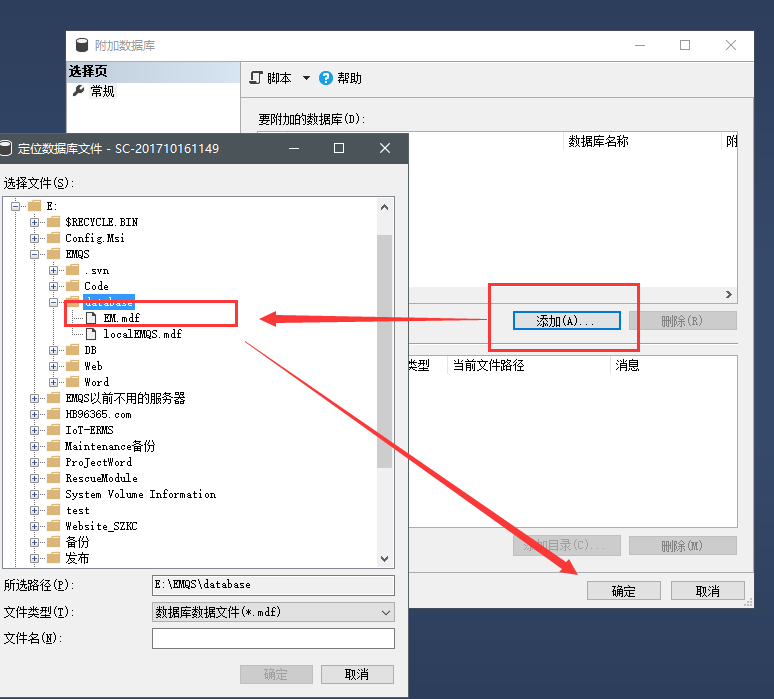 附加数据库
选择页
常规
脚本
帮助
要附加的数据库(D):
数据库名称
附
添加(A)...
删除(R)
类型
当前文件路径
消息
添加目录(C)...
删除(M)
确定
取消
定位数据库文件 - SC-201710161149
选择文件(S):
E:
$RECYCLE.BIN
Config.Msi
EMQS
.svn
Code
database
EM.mdf
localEMQS.mdf
DB
Web
Word
EMQS以前不用的服务器
HB96365.com
IoT-ERMS
Maintenance备份
ProJectWord
RescueModule
System Volume Information
test
Website_SZKC
备份
发布
所选路径(P):
E:\EMQS\database
文件类型(T):
数据库数据文件(*.mdf)
文件名(N):
确定
取消